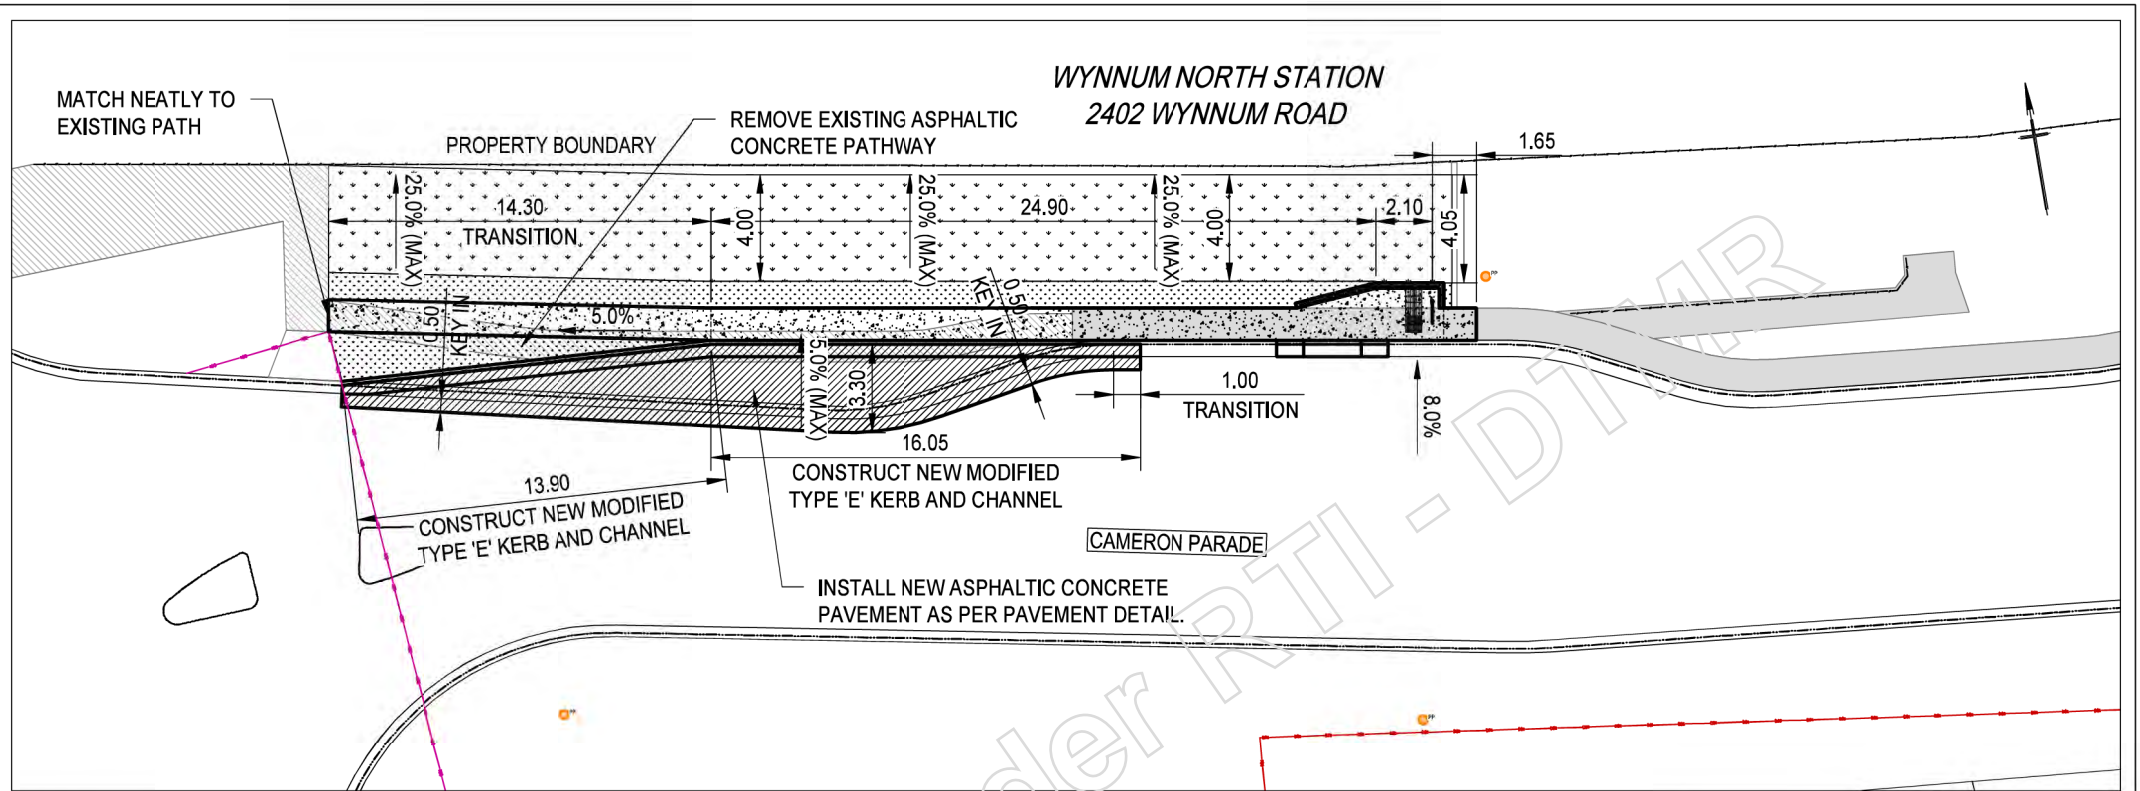 WYNNUM NORTH STATION
2402 WYNNUM ROAD
MATCH NEATLY TO
EXISTING PATH
PROPERTY BOUNDARY
REMOVE EXISTING ASPHALTIC
CONCRETE PATHWAY
1.65
25.0% (MAX)
14.30
TRANSITION
4.00
25.0% (MAX)
24.90
25.0% (MAX)
4.00
2.10
4.05
PP
0.50
KEY IN
5.0%
0.50
KEY IN
5.0% (MAX)
3.30
1.00
TRANSITION
8.0%
16.05
CONSTRUCT NEW MODIFIED
TYPE 'E' KERB AND CHANNEL
13.90
CONSTRUCT NEW MODIFIED
TYPE 'E' KERB AND CHANNEL
CAMERON PARADE
INSTALL NEW ASPHALTIC CONCRETE
PAVEMENT AS PER PAVEMENT DETAIL.
PP
PP
der RTI - DTMR